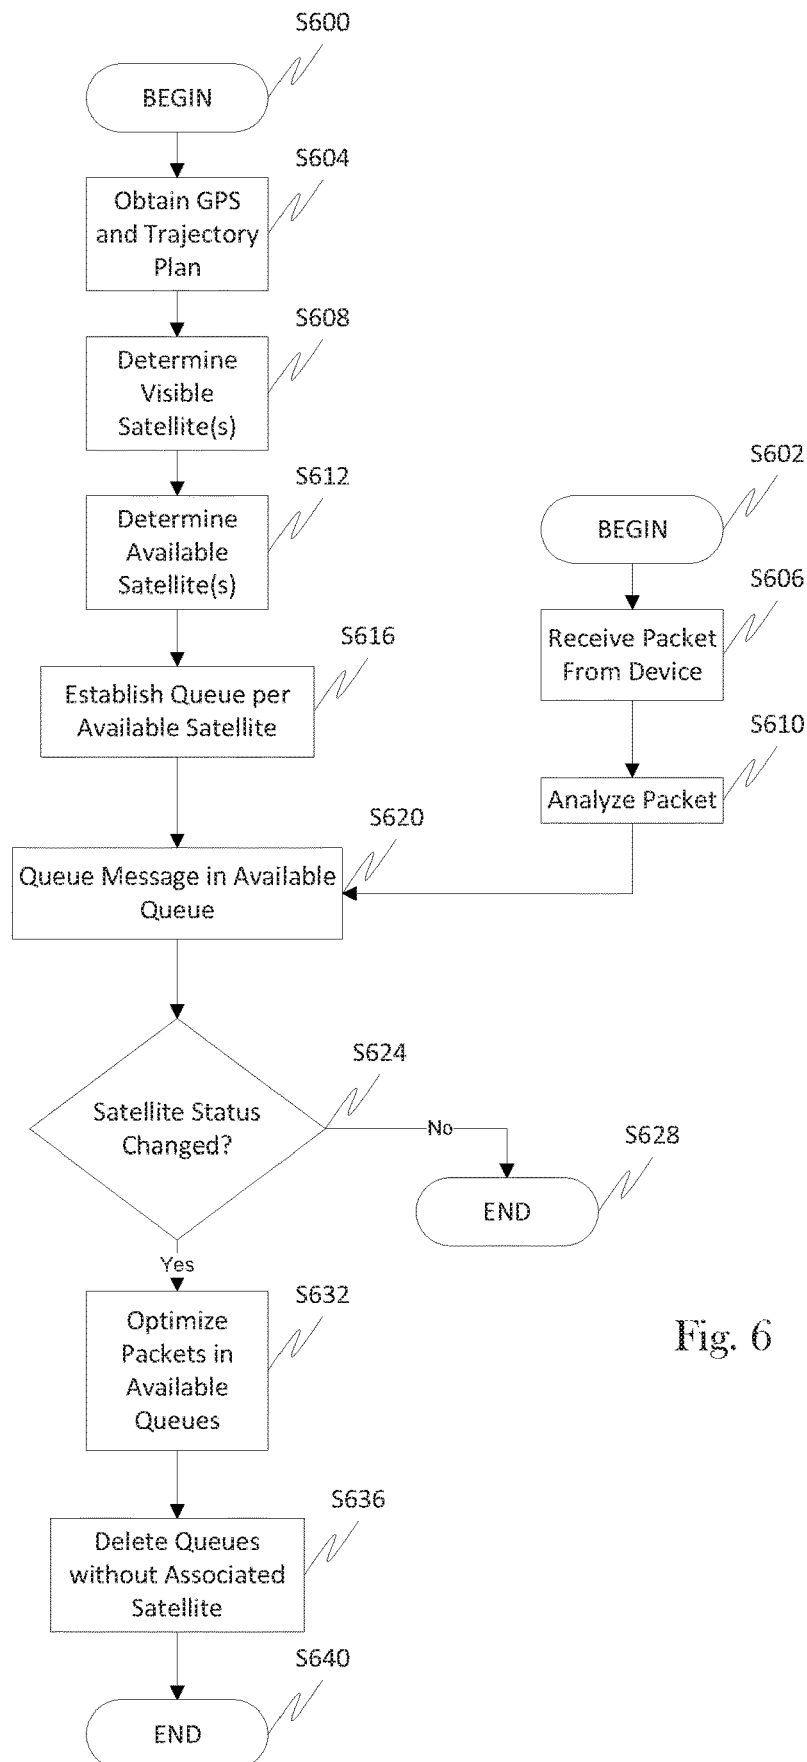 S600
BEGIN
S604
Obtain GPS
and Trajectory
Plan
S608
Determine
Visible
Satellite(s)
S612
Determine
Available
Satellite(s)
S602
BEGIN
S606
Receive Packet
From Device
S616
Establish Queue per
Available Satellite
S610
Analyze Packet
S620
Queue Message in Available
Queue
S624
Satellite Status
Changed?
No
S628
END
Yes
S632
Optimize
Packets in
Available
Queues
Fig. 6
S636
Delete Queues
without Associated
Satellite
S640
END